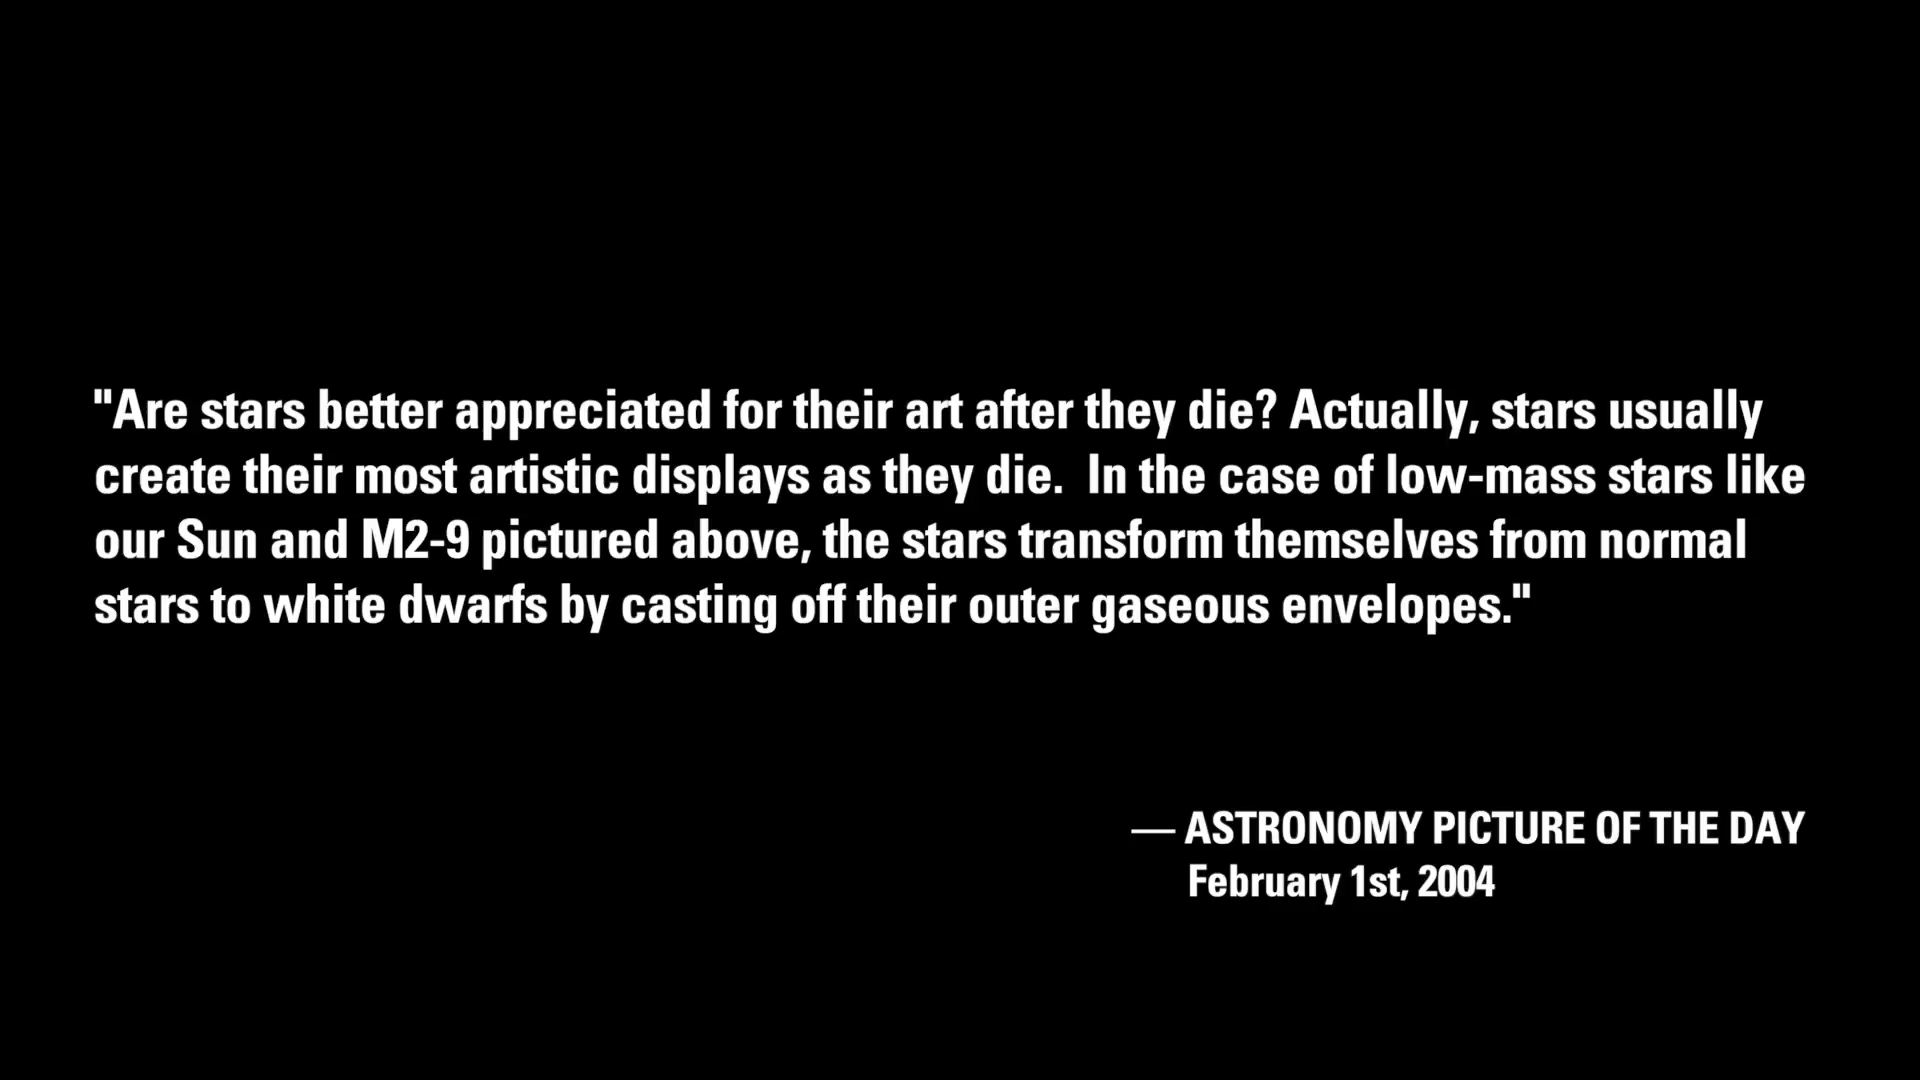 "Are stars better appreciated for their art after they die? Actually, stars usually
create their most artistic displays as they die.  In the case of low-mass stars like
our Sun and M2-9 pictured above, the stars transform themselves from normal
stars to white dwarfs by casting off their outer gaseous envelopes."
— ASTRONOMY PICTURE OF THE DAY
February 1st, 2004